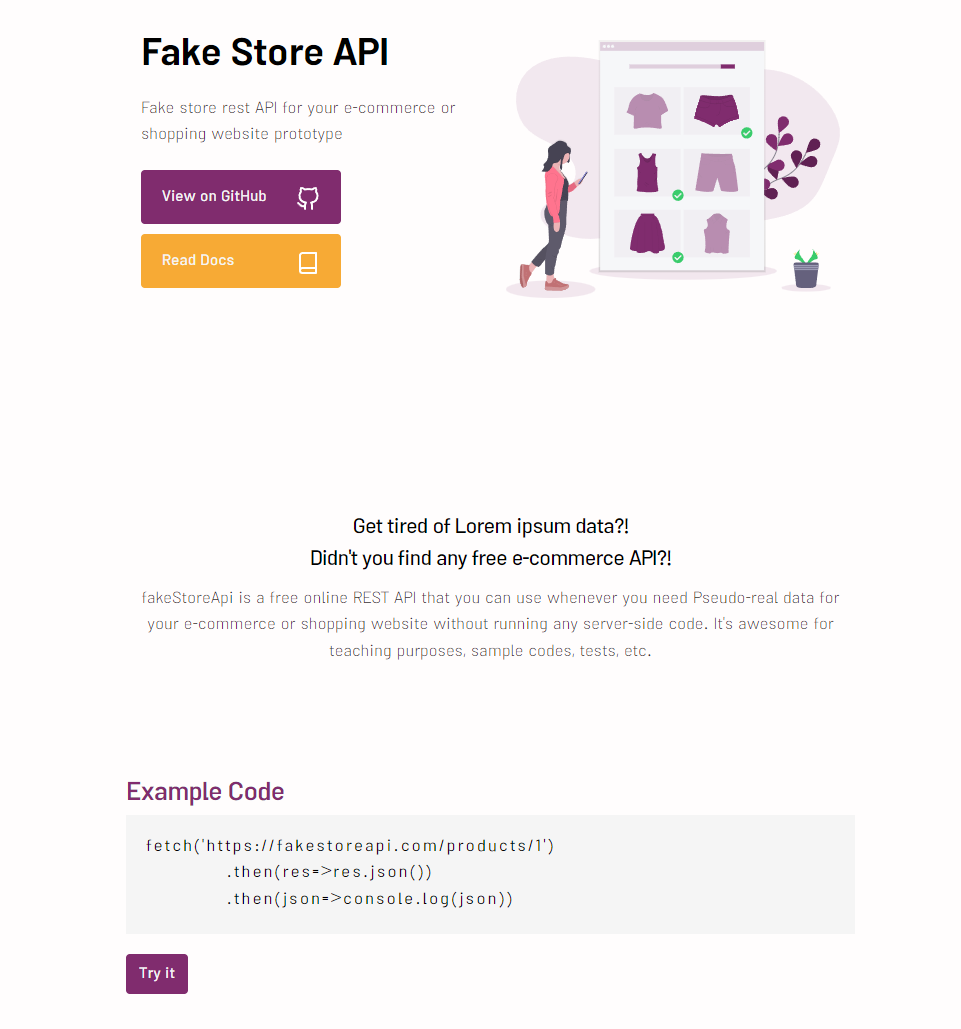 Fake Store API
Fake store rest API for your e-commerce or
shopping website prototype
View on GitHub
Read Docs
Get tired of Lorem ipsum data?!
Didn't you find any free e-commerce API?!
fakeStoreApi is a free online REST API that you can use whenever you need Pseudo-real data for
your e-commerce or shopping website without running any server-side code. It's awesome for
teaching purposes, sample codes, tests, etc.
Example Code
fetch('https://fakestoreapi.com/products/1')
.then(res=>res.json())
.then(json=>console.log(json))
Try it